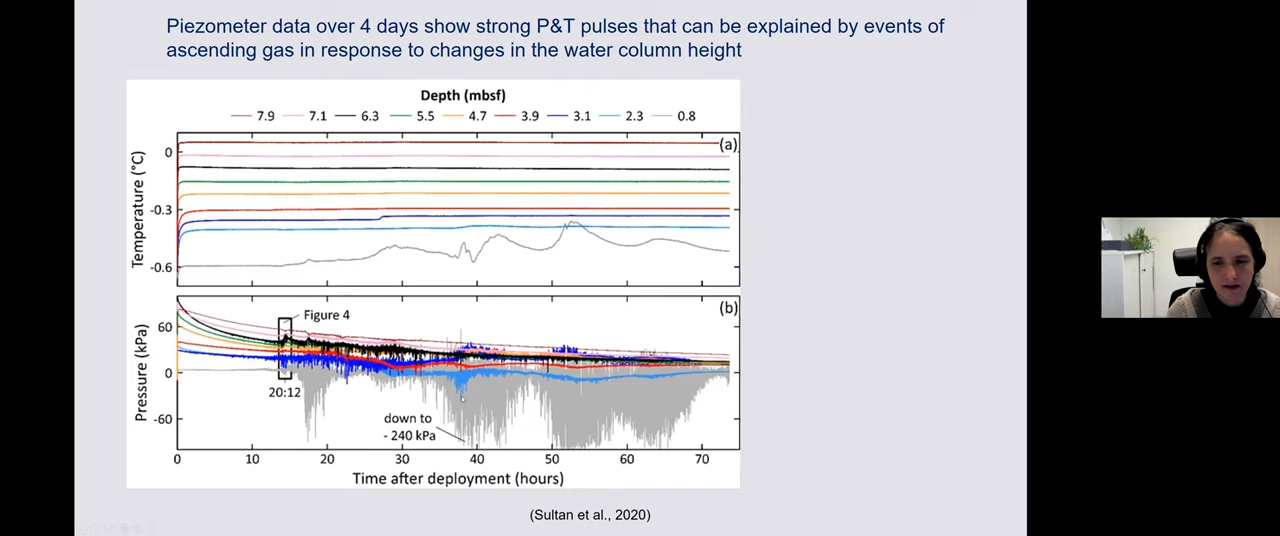 Piezometer data over 4 days show strong P&T pulses that can be explained by events of
ascending gas in response to changes in the water column height
Depth (mbsf)
7.9 7.1 6.3 5.5 4.7 3.9 3.1 2.3 0.8
(a)
Temperature (°C)
0
-0.3
-0.6
(b)
Figure 4
Pressure (kPa)
60
0
-60
20:12
down to
- 240 kPa
0 10 20 30 40 50 60 70
Time after deployment (hours)
(Sultan et al., 2020)